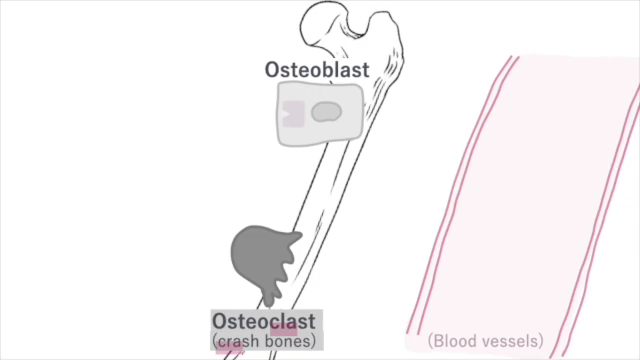 Osteoblast
Osteoclast
(crash bones)
(Blood vessels)